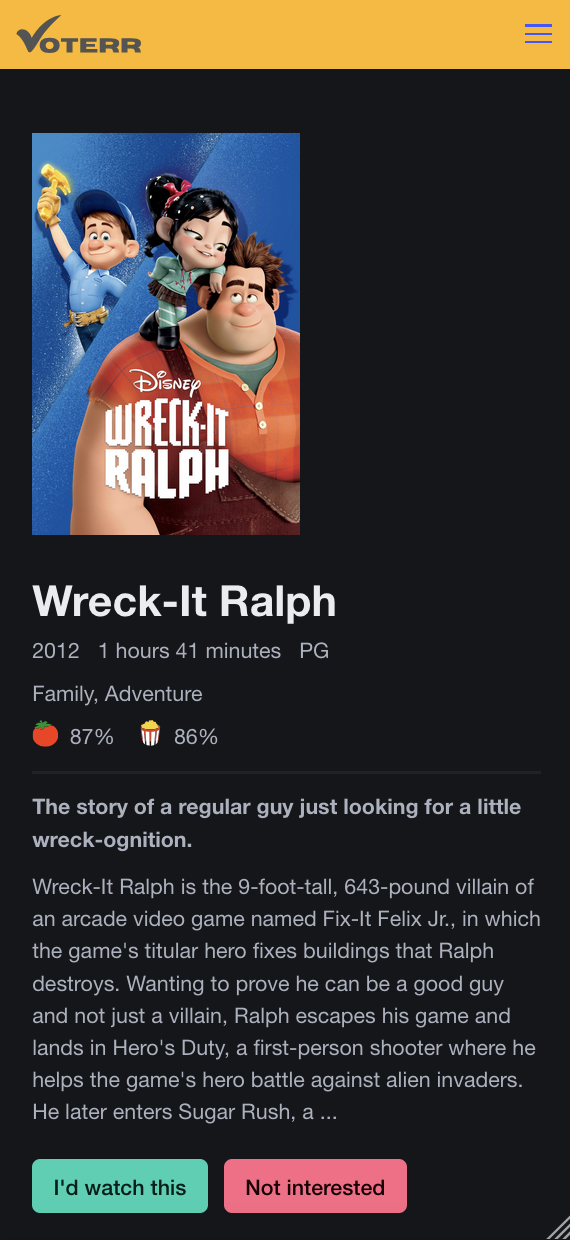 VOTERR
Disney
WRECK-IT
RALPH
Wreck-It Ralph
2012 1 hours 41 minutes PG
Family, Adventure
87% 86%
The story of a regular guy just looking for a little
wreck-ognition.
Wreck-It Ralph is the 9-foot-tall, 643-pound villain of
an arcade video game named Fix-It Felix Jr., in which
the game's titular hero fixes buildings that Ralph
destroys. Wanting to prove he can be a good guy
and not just a villain, Ralph escapes his game and
lands in Hero's Duty, a first-person shooter where he
helps the game's hero battle against alien invaders.
He later enters Sugar Rush, a ...
I'd watch this Not interested